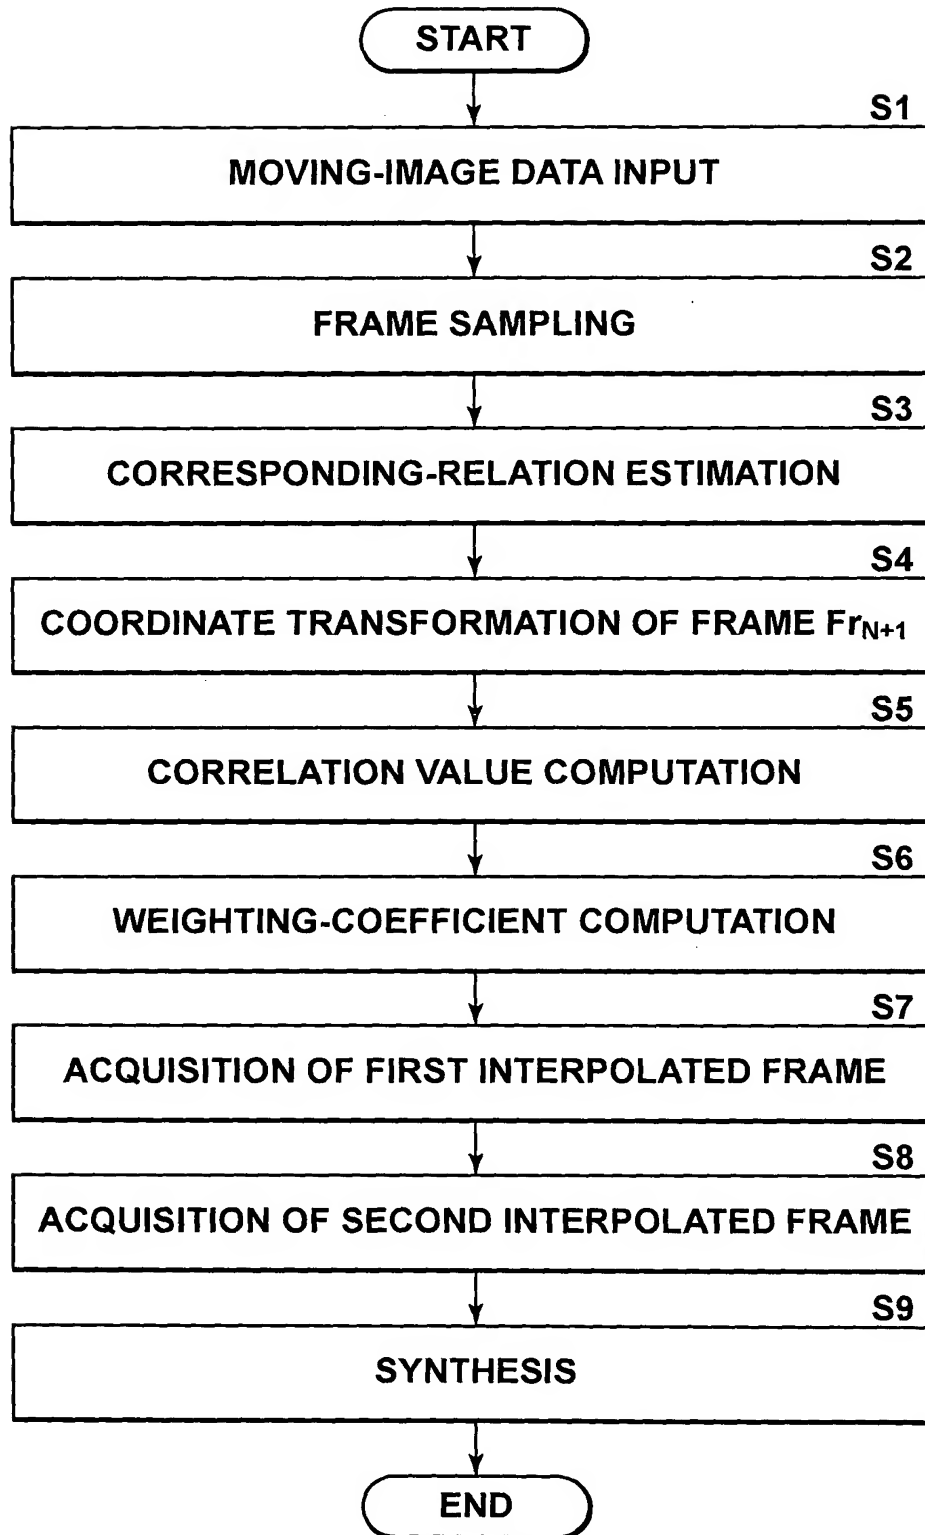 START
S1
MOVING-IMAGE DATA INPUT
S2
FRAME SAMPLING
S3
CORRESPONDING-RELATION ESTIMATION
S4
COORDINATE TRANSFORMATION OF FRAME FrN+1
S5
CORRELATION VALUE COMPUTATION
S6
WEIGHTING-COEFFICIENT COMPUTATION
S7
ACQUISITION OF FIRST INTERPOLATED FRAME
S8
ACQUISITION OF SECOND INTERPOLATED FRAME
S9
SYNTHESIS
END